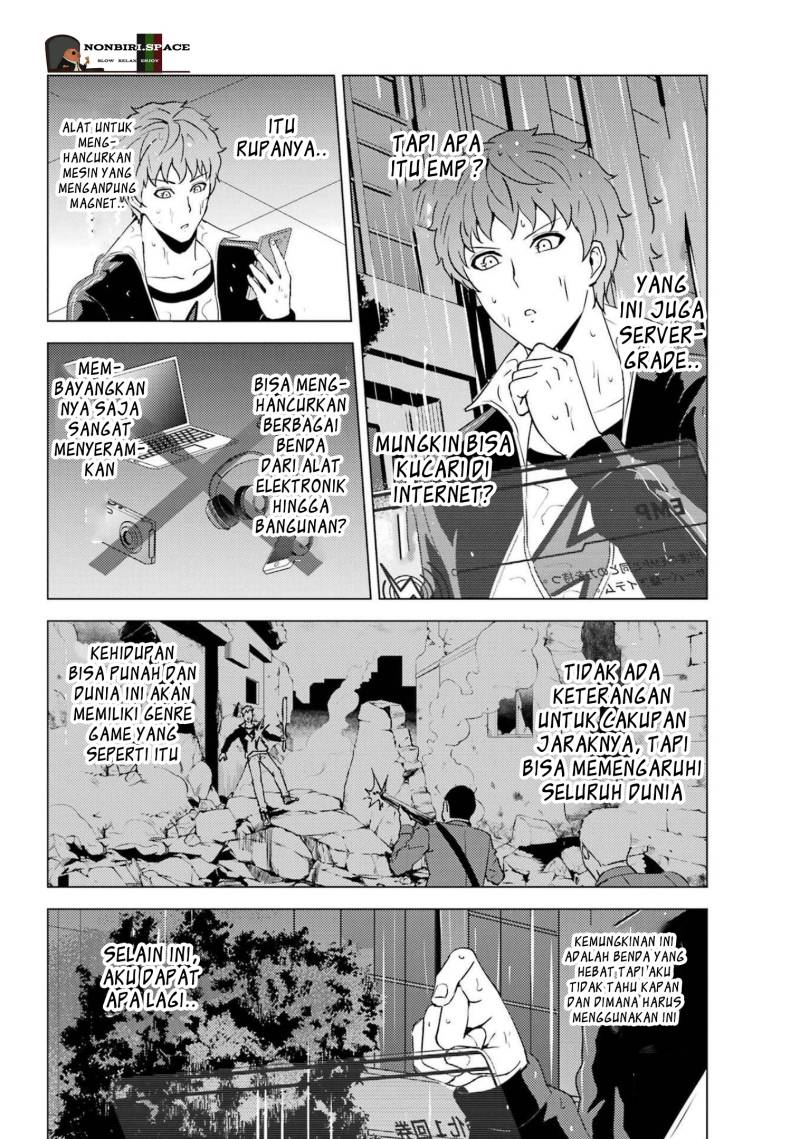 NONBIRI.SPACE
SLOW RELAX ENJOY
TAPI APA
ITU EMP ?
YANG
INI JUGA
SERVER-
GRADE..
MUNGKIN BISA
KUCARI DI
INTERNET?
EMP
ITU
RUPANYA..
ALAT UNTUK
MENG-
HANCURKAN
MESIN YANG
MENGANDUNG
MAGNET..
BISA MENG-
HANCURKAN
BERBAGAI
BENDA
DARI ALAT
ELEKTRONIK
HINGGA
BANGUNAN?
MEM-
BAYANGKAN
NYA SAJA
SANGAT
MENYERAM-
KAN
TIDAK ADA
KETERANGAN
UNTUK CAKUPAN
JARAKNYA, TAPI
BISA MEMENGARUHI
SELURUH DUNIA
KEHIDUPAN
BISA PUNAH DAN
DUNIA INI AKAN
MEMILIKI GENRE
GAME YANG
SEPERTI ITU
KEMUNGKINAN INI
ADALAH BENDA YANG
HEBAT TAPI AKU
TIDAK TAHU KAPAN
DAN DIMANA HARUS
MENGGUNAKAN INI
SELAIN INI,
AKU DAPAT
APA LAGI..